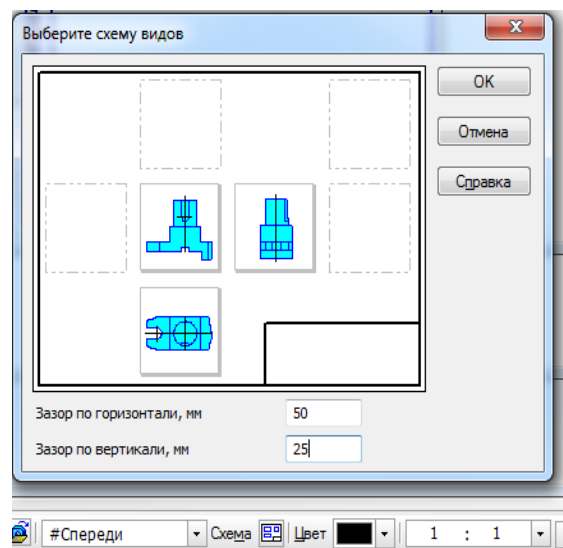 Выберите схему видов
OK
Отмена
Справка
Зазор по горизонтали, мм 50
Зазор по вертикали, мм 25
#Спереди Схема Цвет 1 : 1